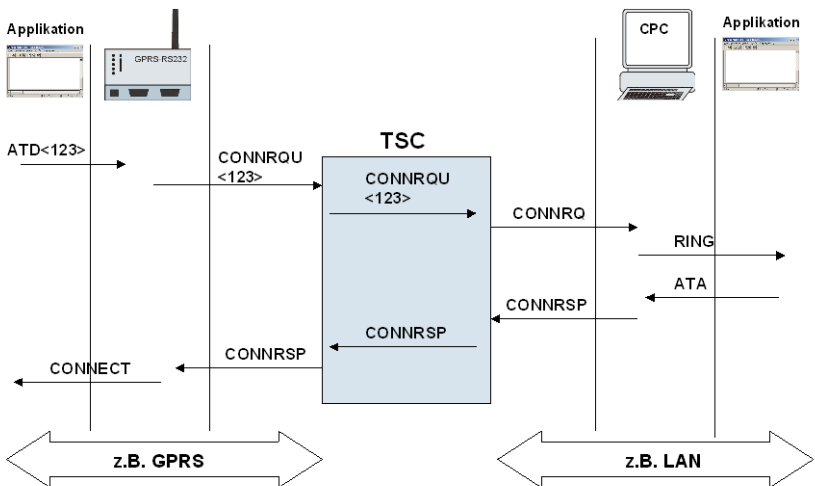 Applikation
GPRS-RS232
CPC
Applikation
ATD<123>
CONNRQU
<123>
TSC
CONNRQU
<123>
CONNRQ
RING
ATA
CONNRSP
CONNRSP
CONNRSP
CONNECT
z.B. GPRS
z.B. LAN